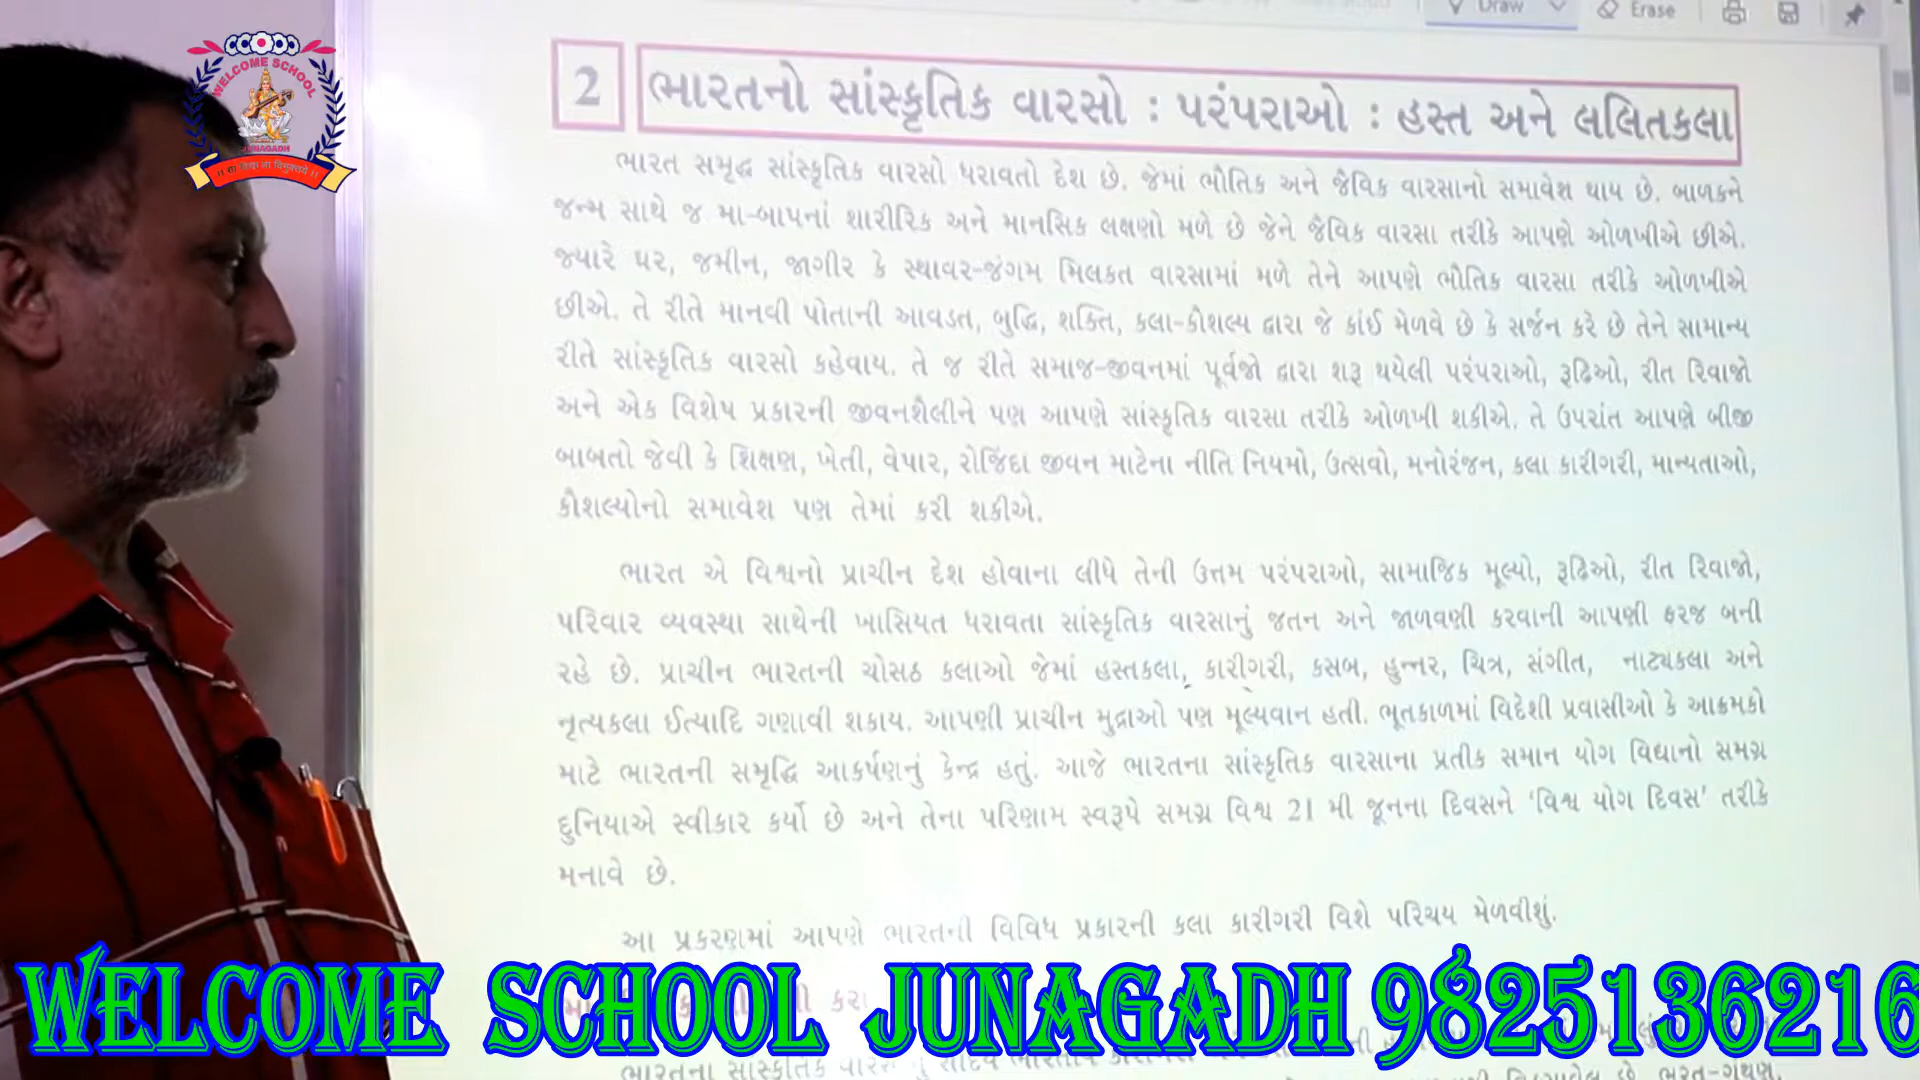 WELCOME SCHOOL
JUNAGADH
Draw
Erase
2
ભારતનો સાંસ્કૃતિક વારસો : પરંપરાઓ : હસ્ત અને લલિતકલા
ભારત સમૃદ્ધ સાંસ્કૃતિક વારસો ધરાવતો દેશ છે. જેમાં ભૌતિક અને જૈવિક વારસાનો સમાવેશ થાય છે. બાળકને
જન્મ સાથે જ મા-બાપનાં શારીરિક અને માનસિક લક્ષણો મળે છે જેને જૈવિક વારસા તરીકે આપણે ઓળખીએ છીએ.
જ્યારે ઘર, જમીન, જાગીર કે સ્થાવર-જંગમ મિલકત વારસામાં મળે તેને આપણે ભૌતિક વારસા તરીકે ઓળખીએ
છીએ. તે રીતે માનવી પોતાની આવડત, બુદ્ધિ, શક્તિ, કલા-કૌશલ્ય દ્વારા જે કાંઈ મેળવે છે કે સર્જન કરે છે તેને સામાન્ય
રીતે સાંસ્કૃતિક વારસો કહેવાય. તે જ રીતે સમાજ-જીવનમાં પૂર્વજો દ્વારા શરૂ થયેલી પરંપરાઓ, રૂઢિઓ, રીત રિવાજો
અને એક વિશેષ પ્રકારની જીવનશૈલીને પણ આપણે સાંસ્કૃતિક વારસા તરીકે ઓળખી શકીએ. તે ઉપરાંત આપણે બીજી
બાબતો જેવી કે શિક્ષણ, ખેતી, વેપાર, રોજિંદા જીવન માટેના નીતિ નિયમો, ઉત્સવો, મનોરંજન, કલા કારીગરી, માન્યતાઓ,
કૌશલ્યોનો સમાવેશ પણ તેમાં કરી શકીએ.
ભારત એ વિશ્વનો પ્રાચીન દેશ હોવાના લીધે તેની ઉત્તમ પરંપરાઓ, સામાજિક મૂલ્યો, રૂઢિઓ, રીત રિવાજો,
પરિવાર વ્યવસ્થા સાથેની ખાસિયત ધરાવતા સાંસ્કૃતિક વારસાનું જતન અને જાળવણી કરવાની આપણી ફરજ બની
રહે છે. પ્રાચીન ભારતની ચોસઠ કલાઓ જેમાં હસ્તકલા, કારીગરી, કસબ, હુન્નર, ચિત્ર, સંગીત, નાટ્યકલા અને
નૃત્યકલા ઈત્યાદિ ગણાવી શકાય. આપણી પ્રાચીન મુદ્રાઓ પણ મૂલ્યવાન હતી. ભૂતકાળમાં વિદેશી પ્રવાસીઓ કે આક્રમકો
માટે ભારતની સમૃદ્ધિ આકર્ષણનું કેન્દ્ર હતું. આજે ભારતના સાંસ્કૃતિક વારસાના પ્રતીક સમાન યોગ વિદ્યાનો સમગ્ર
દુનિયાએ સ્વીકાર કર્યો છે અને તેના પરિણામ સ્વરૂપે સમગ્ર વિશ્વ 21 મી જૂનના દિવસને ‘વિશ્વ યોગ દિવસ’ તરીકે
મનાવે છે.
આ પ્રકરણમાં આપણે ભારતની વિવિધ પ્રકારની કલા કારીગરી વિશે પરિચય મેળવીશું.
WELCOME SCHOOL JUNAGADH 9825136216
ભારતના સાંસ્કૃતિક